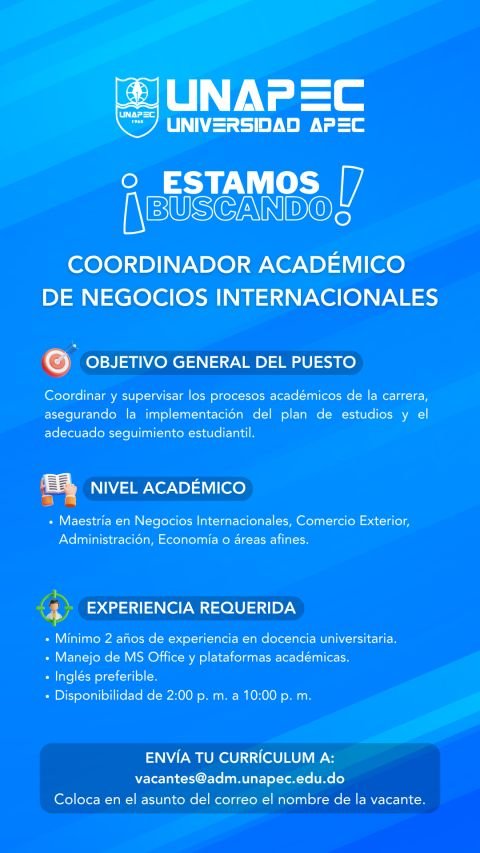 UNAPEC
1965
UNAPEC
UNIVERSIDAD APEC
¡ESTAMOS
BUSCANDO!
COORDINADOR ACADÉMICO
DE NEGOCIOS INTERNACIONALES
OBJETIVO GENERAL DEL PUESTO
Coordinar y supervisar los procesos académicos de la carrera,
asegurando la implementación del plan de estudios y el
adecuado seguimiento estudiantil.
NIVEL ACADÉMICO
• Maestría en Negocios Internacionales, Comercio Exterior,
Administración, Economía o áreas afines.
EXPERIENCIA REQUERIDA
• Mínimo 2 años de experiencia en docencia universitaria.
• Manejo de MS Office y plataformas académicas.
• Inglés preferible.
• Disponibilidad de 2:00 p. m. a 10:00 p. m.
ENVÍA TU CURRÍCULUM A:
vacantes@adm.unapec.edu.do
Coloca en el asunto del correo el nombre de la vacante.